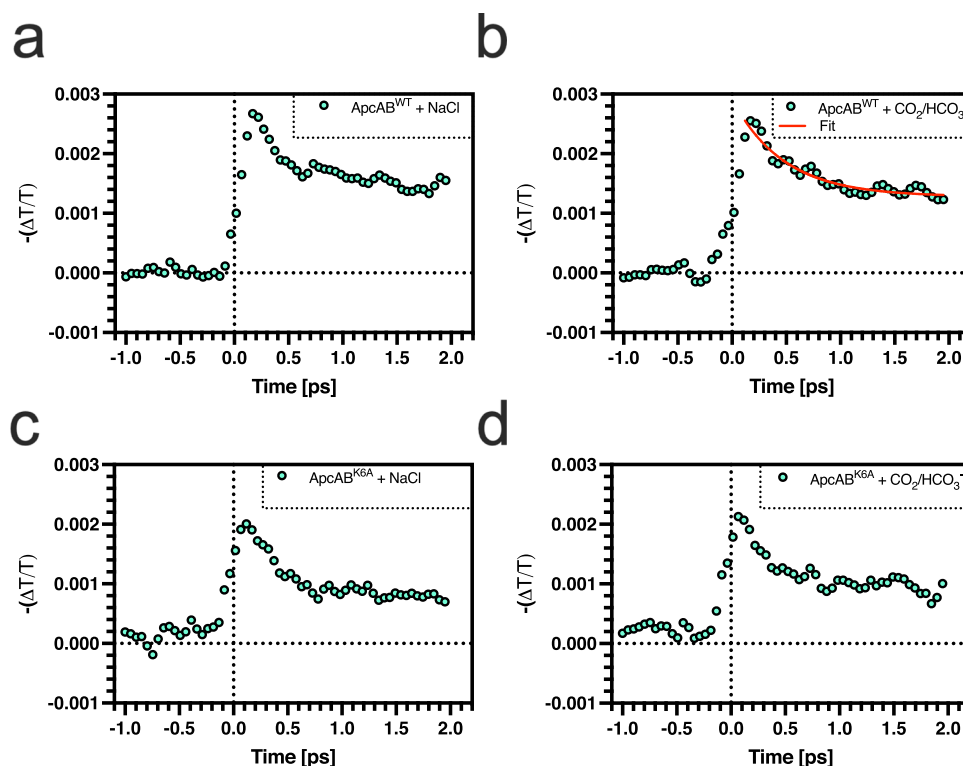 a
b
0.003
0.002
0.001
0.000
-0.001
-(ΔT/T)
ApcAB^WT + NaCl
-1.0 -0.5 0.0 0.5 1.0 1.5 2.0
Time [ps]
0.003
0.002
0.001
0.000
-0.001
-(ΔT/T)
ApcAB^WT + CO₂/HCO₃
Fit
-1.0 -0.5 0.0 0.5 1.0 1.5 2.0
Time [ps]
c
d
0.003
0.002
0.001
0.000
-0.001
-(ΔT/T)
ApcAB^K6A + NaCl
-1.0 -0.5 0.0 0.5 1.0 1.5 2.0
Time [ps]
0.003
0.002
0.001
0.000
-0.001
-(ΔT/T)
ApcAB^K6A + CO₂/HCO₃⁻
-1.0 -0.5 0.0 0.5 1.0 1.5 2.0
Time [ps]